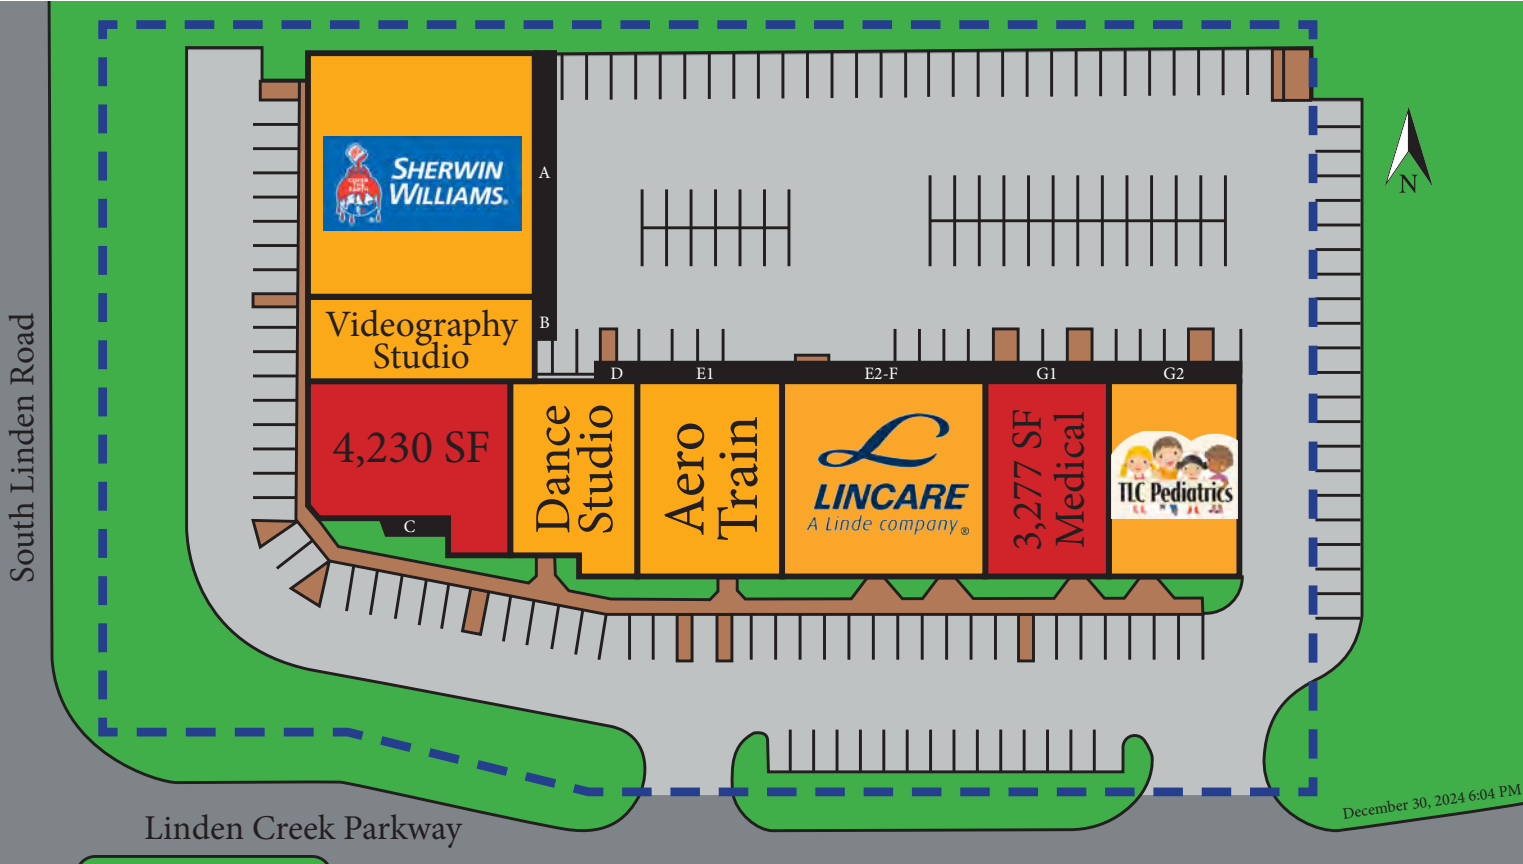 SHERWIN
WILLIAMS.
A
N
Videography
Studio
B
South Linden Road
D
E1
E2-F
G1
G2
4,230 SF
C
Dance
Studio
Aero
Train
LINCARE
A Linde company®
3,277 SF
Medical
TLC Pediatrics
December 30, 2024 6:04 PM
Linden Creek Parkway